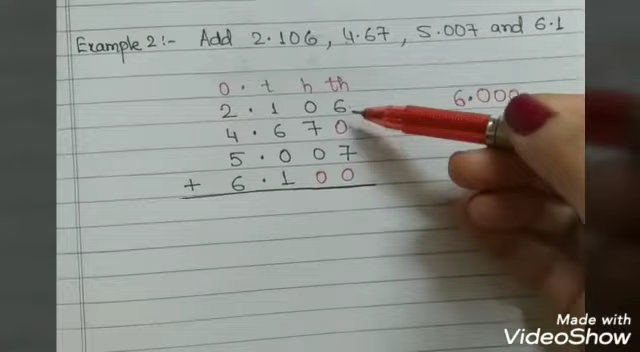 Example 2:- Add 2.106, 4.67, 5.007 and 6.1
0 . t h th
2 . 1 0 6
6.000
4 . 6 7 0
5 . 0 0 7
+ 6 . 1 0 0
Made with
VideoShow